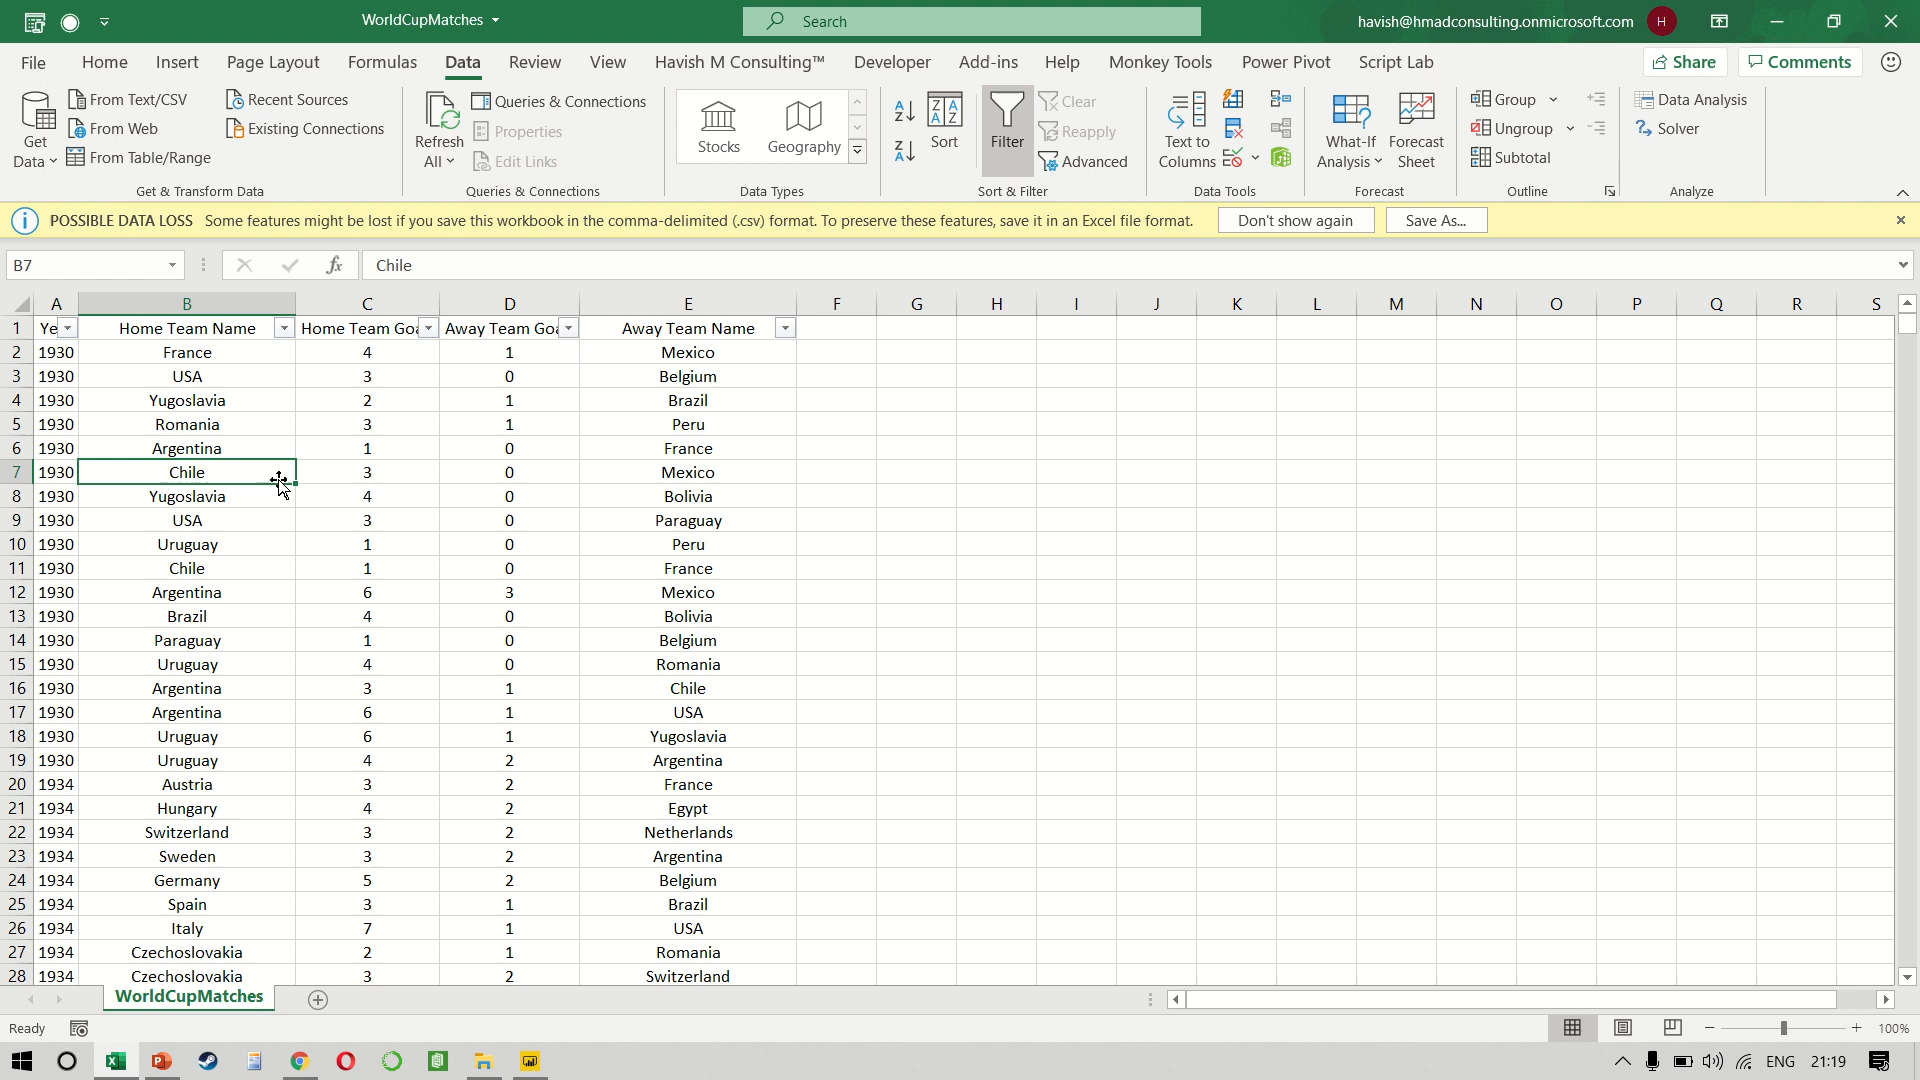 WorldCupMatches
Search
havish@hmadconsulting.onmicrosoft.com
H
File Home Insert Page Layout Formulas Data Review View Havish M Consulting™ Developer Add-ins Help Monkey Tools Power Pivot Script Lab
Share
Comments
Get Data
From Text/CSV
From Web
From Table/Range
Recent Sources
Existing Connections
Get & Transform Data
Refresh All
Queries & Connections
Properties
Edit Links
Queries & Connections
Stocks
Geography
Data Types
Sort
Filter
Clear
Reapply
Advanced
Sort & Filter
Text to Columns
Data Tools
What-If Analysis
Forecast Sheet
Forecast
Group
Ungroup
Subtotal
Outline
Data Analysis
Solver
Analyze
POSSIBLE DATA LOSS Some features might be lost if you save this workbook in the comma-delimited (.csv) format. To preserve these features, save it in an Excel file format. Don't show again Save As...
B7 fx Chile
A B C D E F G H I J K L M N O P Q R S
1 Ye Home Team Name Home Team Goa Away Team Goa Away Team Name
2 1930 France 4 1 Mexico
3 1930 USA 3 0 Belgium
4 1930 Yugoslavia 2 1 Brazil
5 1930 Romania 3 1 Peru
6 1930 Argentina 1 0 France
7 1930 Chile 3 0 Mexico
8 1930 Yugoslavia 4 0 Bolivia
9 1930 USA 3 0 Paraguay
10 1930 Uruguay 1 0 Peru
11 1930 Chile 1 0 France
12 1930 Argentina 6 3 Mexico
13 1930 Brazil 4 0 Bolivia
14 1930 Paraguay 1 0 Belgium
15 1930 Uruguay 4 0 Romania
16 1930 Argentina 3 1 Chile
17 1930 Argentina 6 1 USA
18 1930 Uruguay 6 1 Yugoslavia
19 1930 Uruguay 4 2 Argentina
20 1934 Austria 3 2 France
21 1934 Hungary 4 2 Egypt
22 1934 Switzerland 3 2 Netherlands
23 1934 Sweden 3 2 Argentina
24 1934 Germany 5 2 Belgium
25 1934 Spain 3 1 Brazil
26 1934 Italy 7 1 USA
27 1934 Czechoslovakia 2 1 Romania
28 1934 Czechoslovakia 3 2 Switzerland
WorldCupMatches
Ready
100%
ENG 21:19